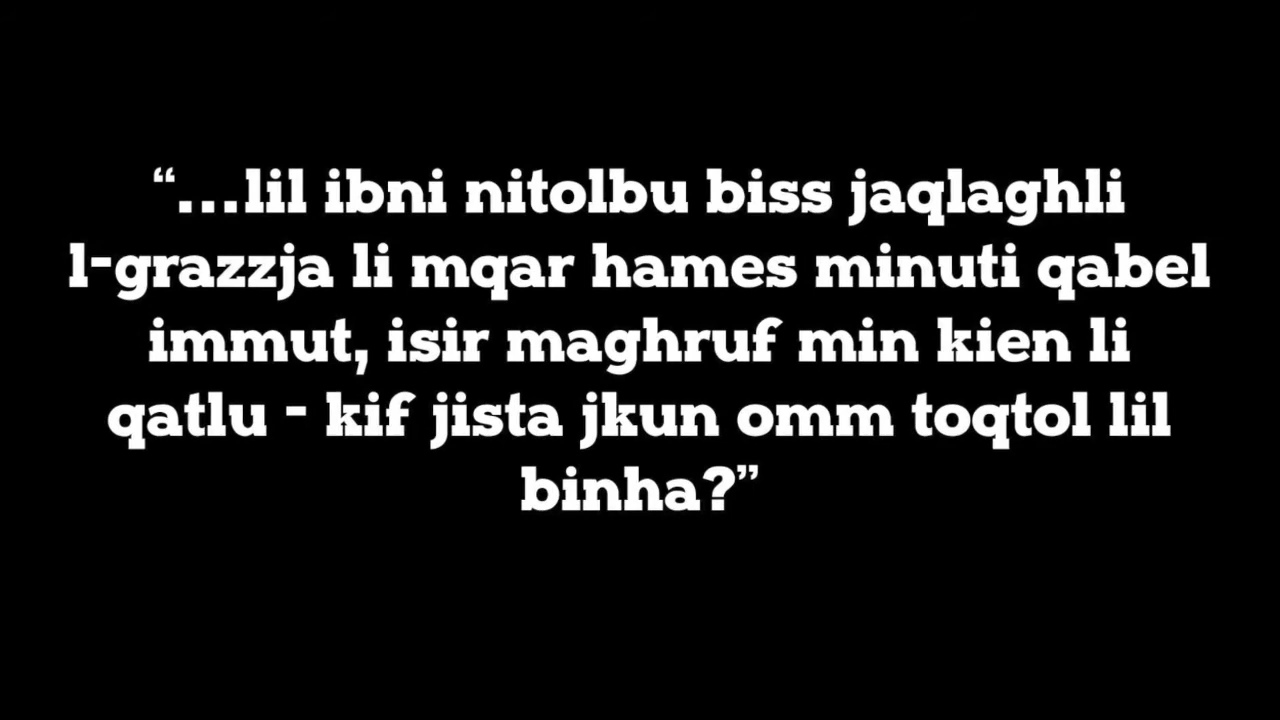 “...lil ibni nitolbu biss jaqlaghli
l-grazzja li mqar hames minuti qabel
immut, isir maghruf min kien li
qatlu - kif jista jkun omm toqtol lil
binha?”